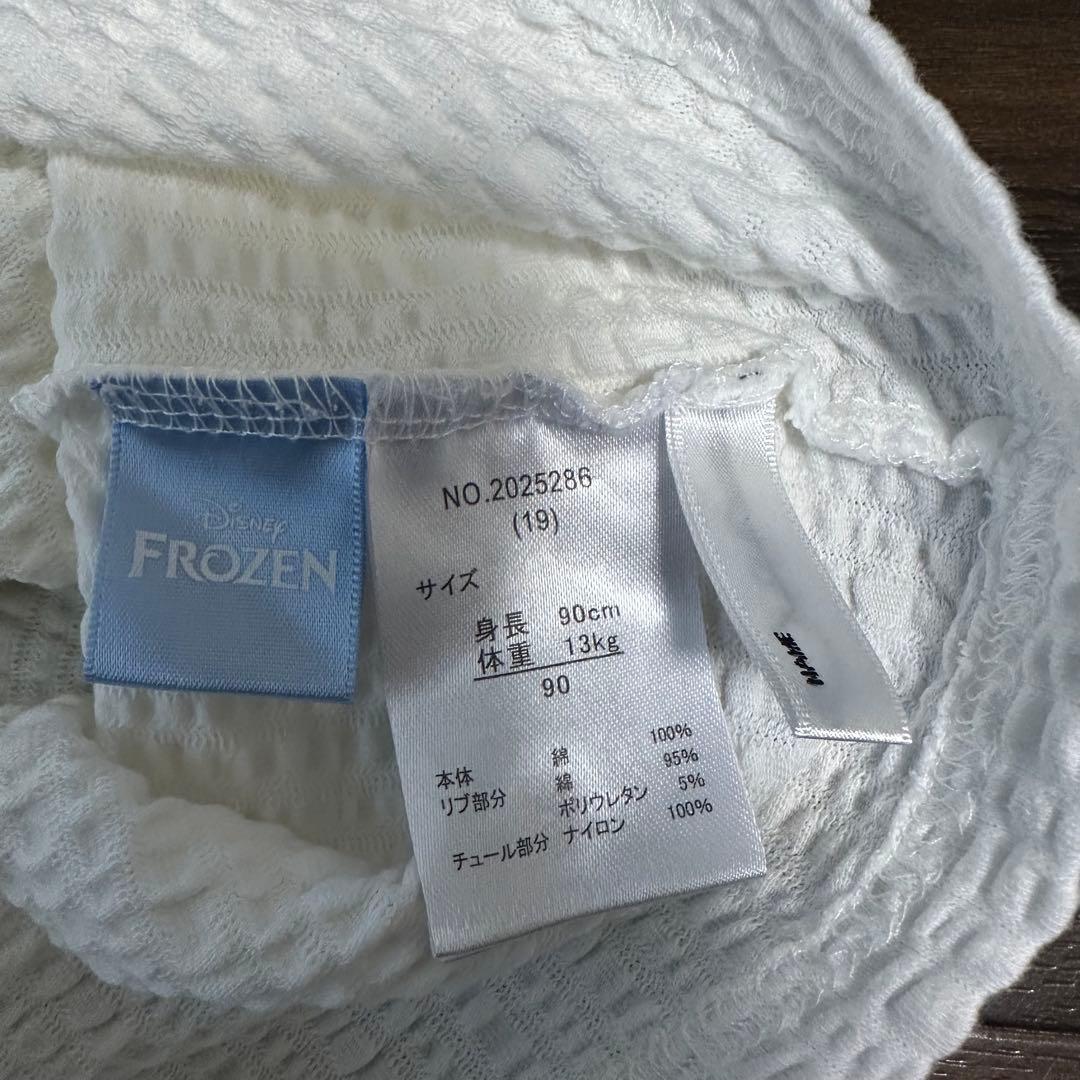 Disney
FROZEN
NO.2025286
(19)
サイズ
身長 90cm
体重 13kg
90
本体 綿 100%
リブ部分 綿 95%
ポリウレタン 5%
チュール部分 ナイロン 100%
NAME